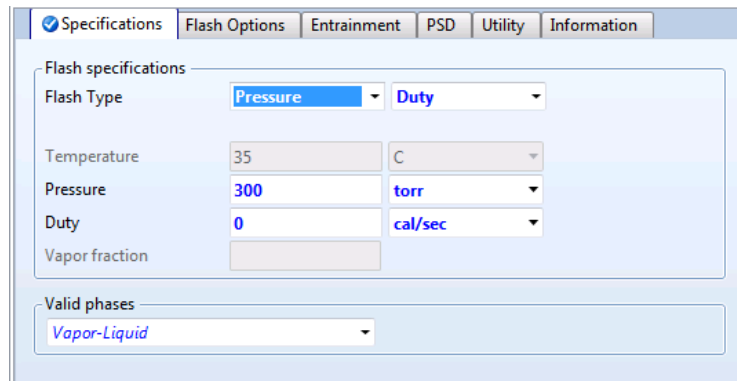 Specifications Flash Options Entrainment PSD Utility Information
Flash specifications
Flash Type Pressure Duty
Temperature 35 C
Pressure 300 torr
Duty 0 cal/sec
Vapor fraction
Valid phases
Vapor-Liquid